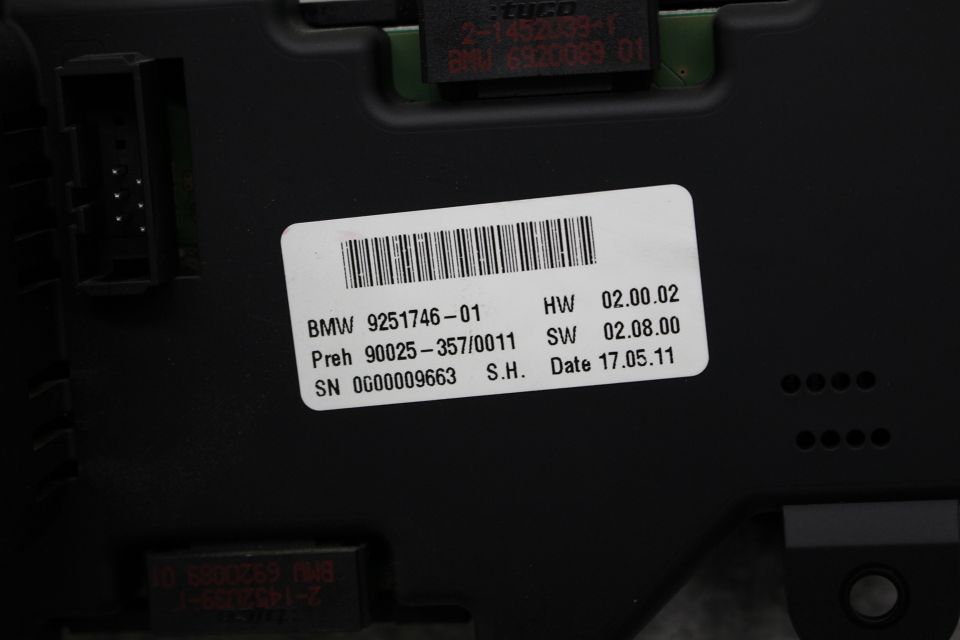 tyco
2-1452039-1
BMW 6920089 01
BMW 9251746-01 HW 02.00.02
Preh 90025-357/0011 SW 02.08.00
SN 0000009663 S.H. Date 17.05.11
BMW 6920089 01
2-1452039-1
tyco